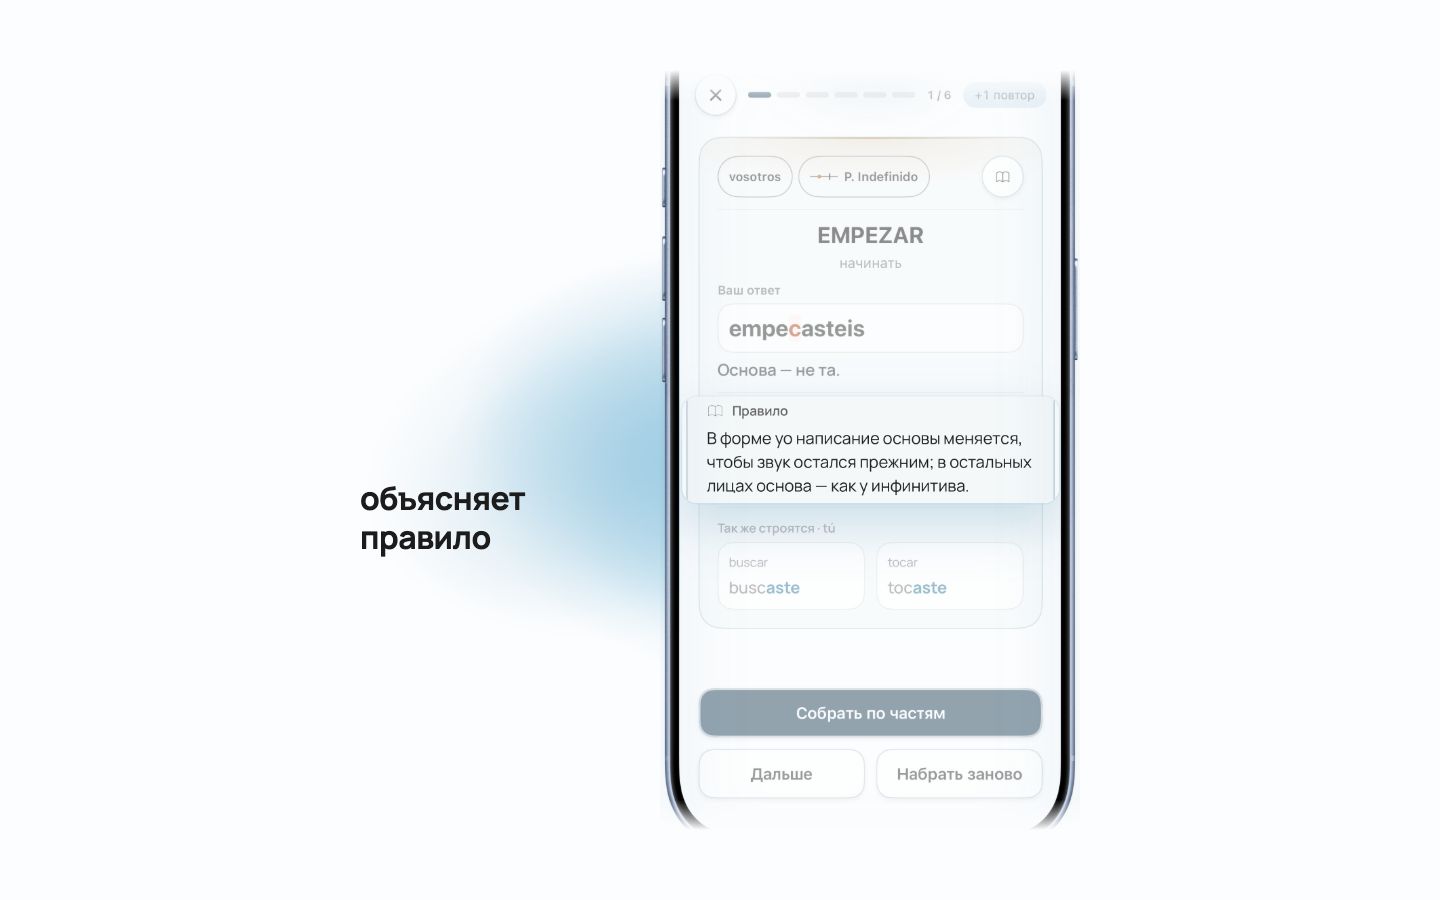 1 / 6
+1 повтор
vosotros
P. Indefinido
EMPEZAR
начинать
Ваш ответ
empecasteis
Основа — не та.
Правило
В форме yo написание основы меняется,
чтобы звук остался прежним; в остальных
лицах основа — как у инфинитива.
объясняет
правило
Так же строятся · tú
buscar
buscaste
tocar
tocaste
Собрать по частям
Дальше
Набрать заново